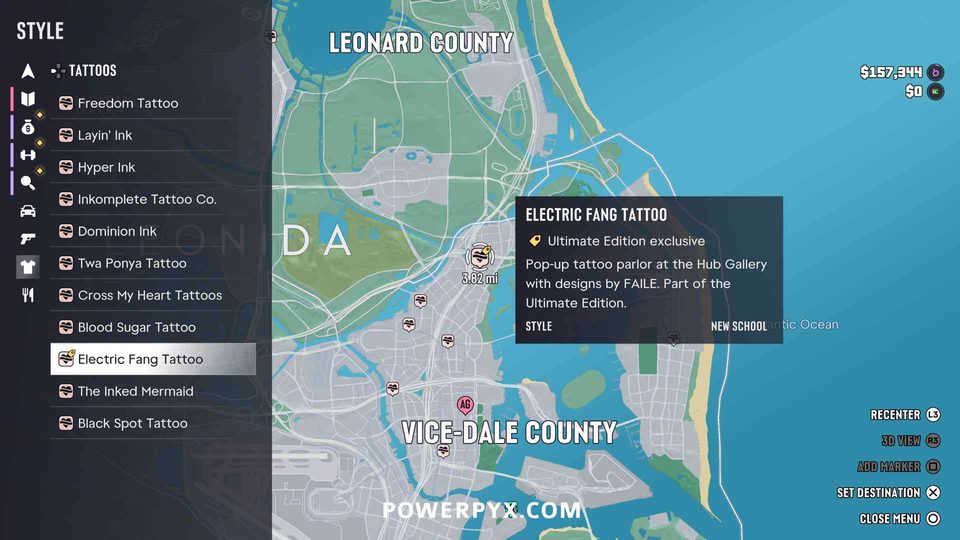 STYLE
TATTOOS
Freedom Tattoo
Layin' Ink
Hyper Ink
Inkomplete Tattoo Co.
Dominion Ink
Twa Ponya Tattoo
Cross My Heart Tattoos
Blood Sugar Tattoo
Electric Fang Tattoo
The Inked Mermaid
Black Spot Tattoo
LEONARD COUNTY
LEONIDA
3.82 mi
AG
VICE-DALE COUNTY
ELECTRIC FANG TATTOO
Ultimate Edition exclusive
Pop-up tattoo parlor at the Hub Gallery
with designs by FAILE. Part of the
Ultimate Edition.
STYLE
NEW SCHOOL
antic Ocean
$157,344
$0
RECENTER L3
3D VIEW R3
ADD MARKER
SET DESTINATION
CLOSE MENU
POWERPYX.COM